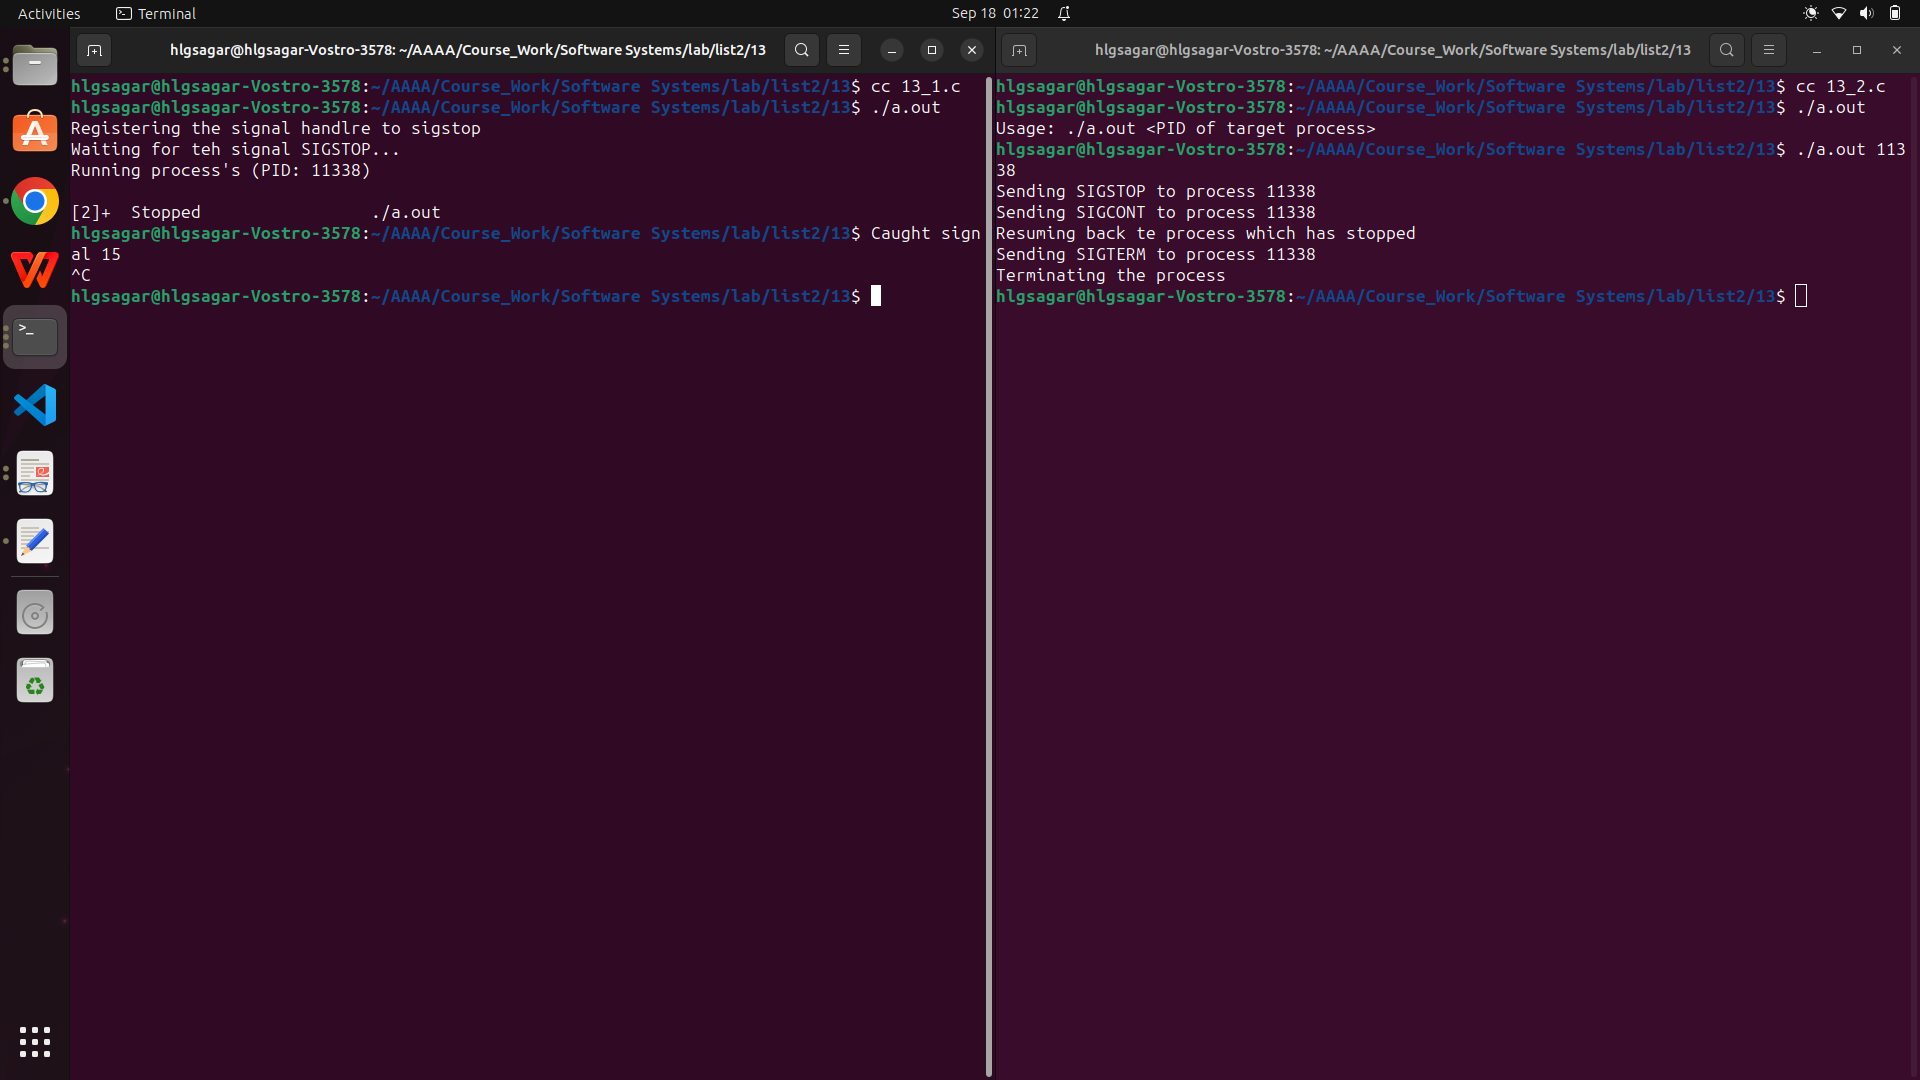 Activities
Terminal
Sep 18 01:22
hlgsagar@hlgsagar-Vostro-3578: ~/AAAA/Course_Work/Software Systems/lab/list2/13
hlgsagar@hlgsagar-Vostro-3578:~/AAAA/Course_Work/Software Systems/lab/list2/13$ cc 13_1.c
hlgsagar@hlgsagar-Vostro-3578:~/AAAA/Course_Work/Software Systems/lab/list2/13$ ./a.out
Registering the signal handlre to sigstop
Waiting for teh signal SIGSTOP...
Running process's (PID: 11338)
[2]+  Stopped                 ./a.out
hlgsagar@hlgsagar-Vostro-3578:~/AAAA/Course_Work/Software Systems/lab/list2/13$ Caught sign
al 15
^C
hlgsagar@hlgsagar-Vostro-3578:~/AAAA/Course_Work/Software Systems/lab/list2/13$
hlgsagar@hlgsagar-Vostro-3578: ~/AAAA/Course_Work/Software Systems/lab/list2/13
hlgsagar@hlgsagar-Vostro-3578:~/AAAA/Course_Work/Software Systems/lab/list2/13$ cc 13_2.c
hlgsagar@hlgsagar-Vostro-3578:~/AAAA/Course_Work/Software Systems/lab/list2/13$ ./a.out
Usage: ./a.out <PID of target process>
hlgsagar@hlgsagar-Vostro-3578:~/AAAA/Course_Work/Software Systems/lab/list2/13$ ./a.out 113
38
Sending SIGSTOP to process 11338
Sending SIGCONT to process 11338
Resuming back te process which has stopped
Sending SIGTERM to process 11338
Terminating the process
hlgsagar@hlgsagar-Vostro-3578:~/AAAA/Course_Work/Software Systems/lab/list2/13$